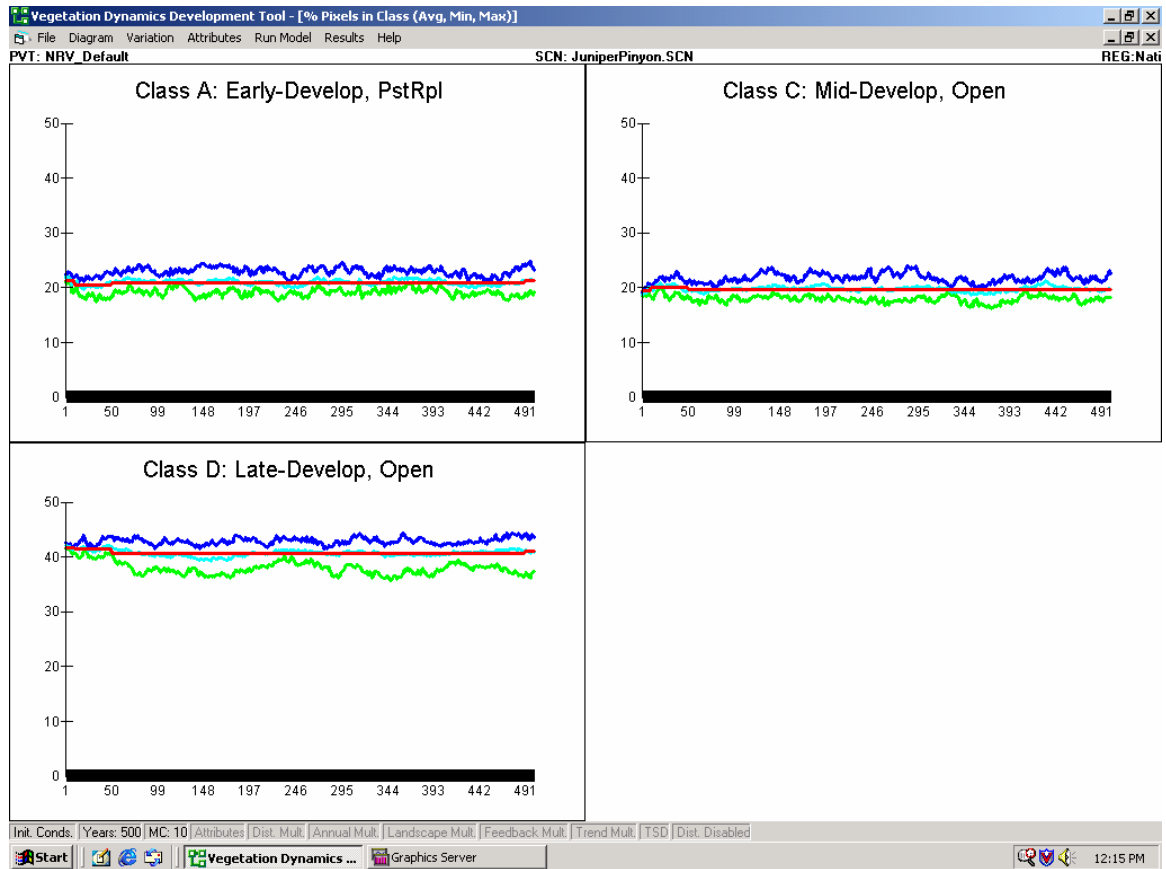 Vegetation Dynamics Development Tool - [% Pixels in Class (Avg, Min, Max)]
File Diagram Variation Attributes Run Model Results Help
PVT: NRV_Default SCN: JuniperPinyon.SCN REG:Nati
Class A: Early-Develop, PstRpl
50
40
30
20
10
0
1 50 99 148 197 246 295 344 393 442 491
Class C: Mid-Develop, Open
50
40
30
20
10
0
1 50 99 148 197 246 295 344 393 442 491
Class D: Late-Develop, Open
50
40
30
20
10
0
1 50 99 148 197 246 295 344 393 442 491
Init. Conds. Years: 500 MC: 10 Attributes Dist. Mult. Annual Mult. Landscape Mult. Feedback Mult. Trend Mult. TSD Dist. Disabled
Start Vegetation Dynamics ... Graphics Server 12:15 PM